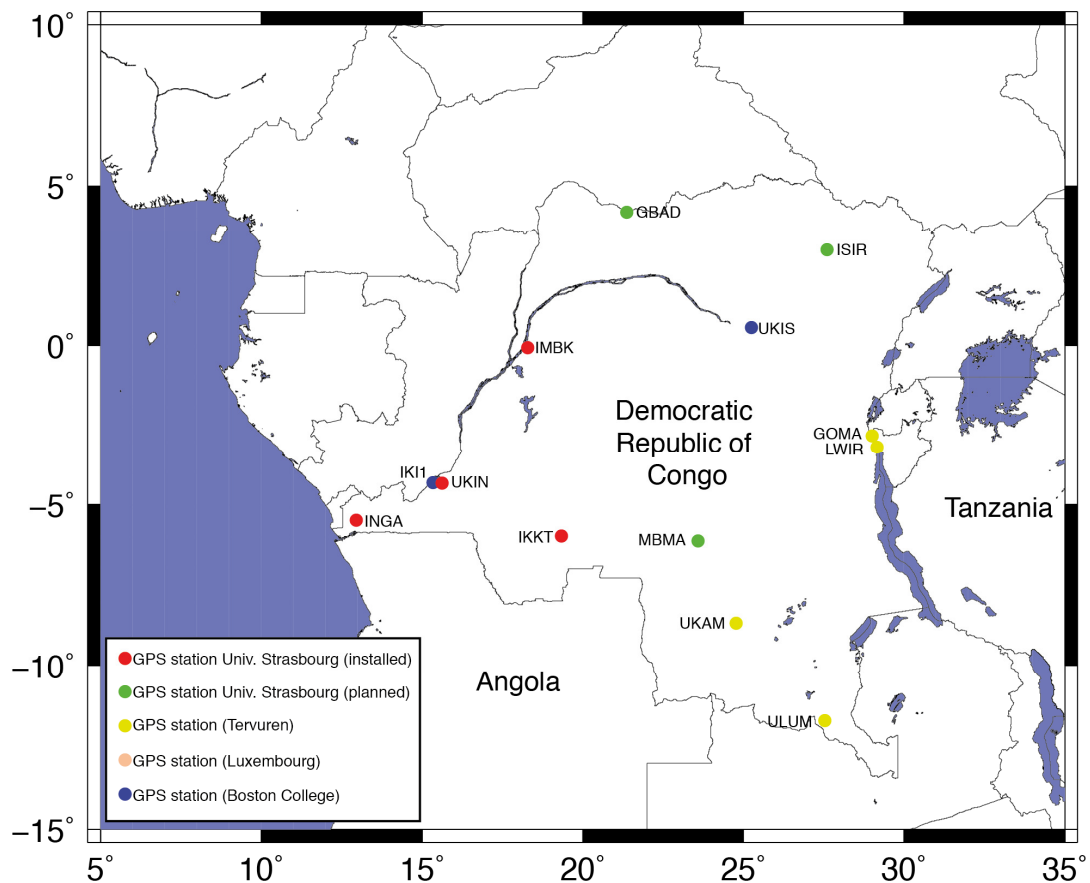 10°
5°
0°
−5°
−10°
−15°
GBAD
ISIR
UKIS
IMBK
Democratic
Republic of
Congo
GOMA
LWIR
IKI1
UKIN
Tanzania
INGA
IKKT
MBMA
UKAM
Angola
ULUM
GPS station Univ. Strasbourg (installed)
GPS station Univ. Strasbourg (planned)
GPS station (Tervuren)
GPS station (Luxembourg)
GPS station (Boston College)
5°
10°
15°
20°
25°
30°
35°